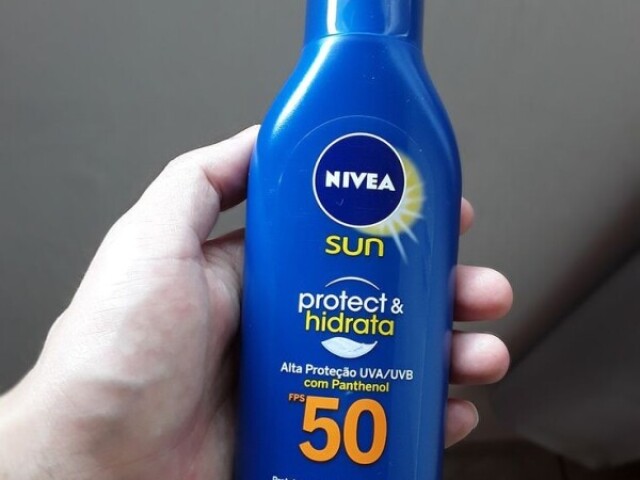 NIVEA
sun
protect &
hidrata
Alta Proteção UVA/UVB
com Panthenol
FPS
50